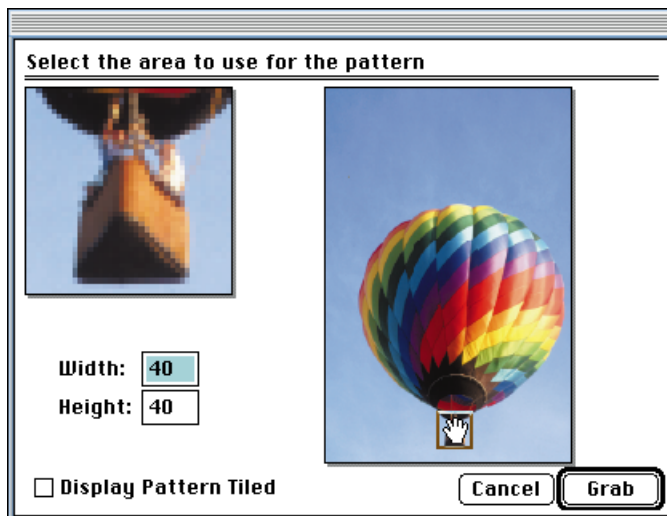 Select the area to use for the pattern
Width: 40
Height: 40
Display Pattern Tiled
Cancel Grab